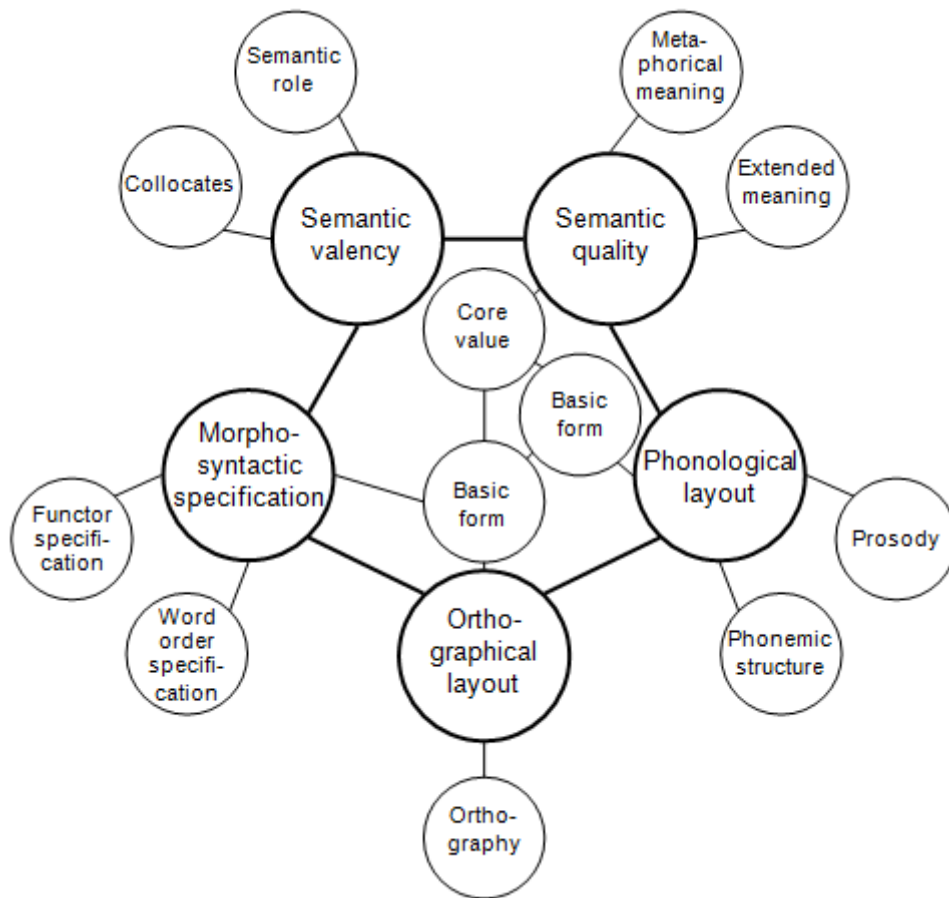 Semantic
role
Meta-
phorical
meaning
Collocates
Extended
meaning
Semantic
valency
Semantic
quality
Core
value
Basic
form
Morpho-
syntactic
specification
Phonological
layout
Basic
form
Functor
specifi-
cation
Prosody
Word
order
specifi-
cation
Ortho-
graphical
layout
Phonemic
structure
Ortho-
graphy